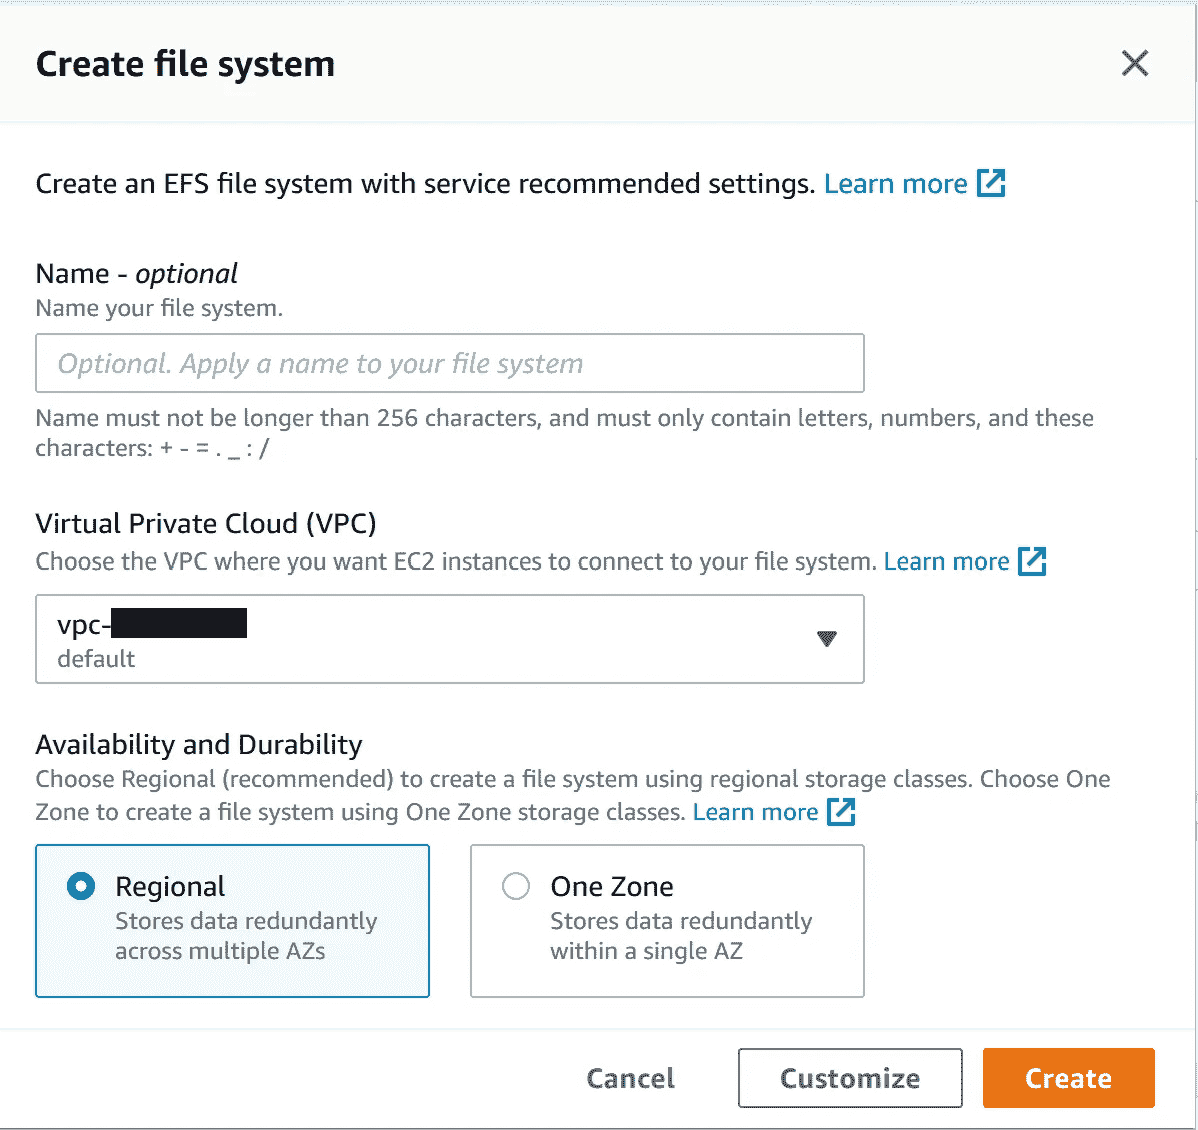 Create file system
Create an EFS file system with service recommended settings. Learn more
Name - optional
Name your file system.
Optional. Apply a name to your file system
Name must not be longer than 256 characters, and must only contain letters, numbers, and these
characters: + - = . _ : /
Virtual Private Cloud (VPC)
Choose the VPC where you want EC2 instances to connect to your file system. Learn more
vpc-
default
Availability and Durability
Choose Regional (recommended) to create a file system using regional storage classes. Choose One
Zone to create a file system using One Zone storage classes. Learn more
Regional
Stores data redundantly
across multiple AZs
One Zone
Stores data redundantly
within a single AZ
Cancel
Customize
Create